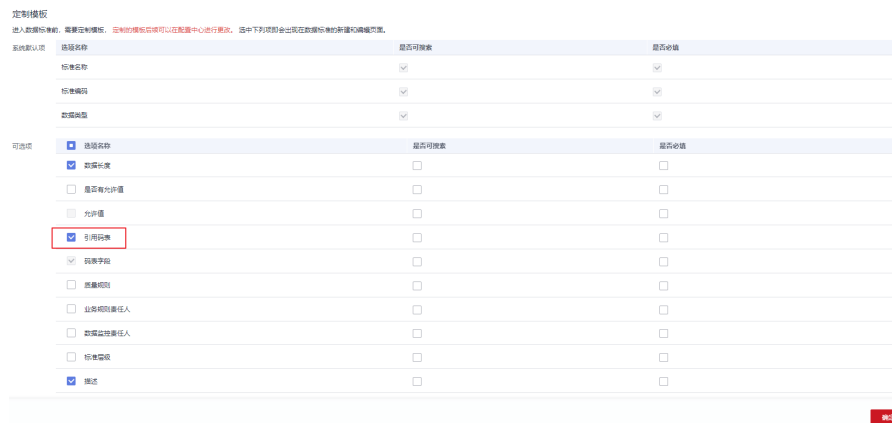 定制模板
进入数据标准前，需要定制模板， 定制的模板后续可以在配置中心进行更改。 选中下列项即会出现在数据标准的新建和编辑页面。
系统默认项 选项名称 是否可搜索 是否必填
标准名称
标准编码
数据类型
可选项 选项名称 是否可搜索 是否必填
数据长度
是否有允许值
允许值
引用码表
码表字段
质量规则
业务规则责任人
数据监控责任人
标准层级
描述